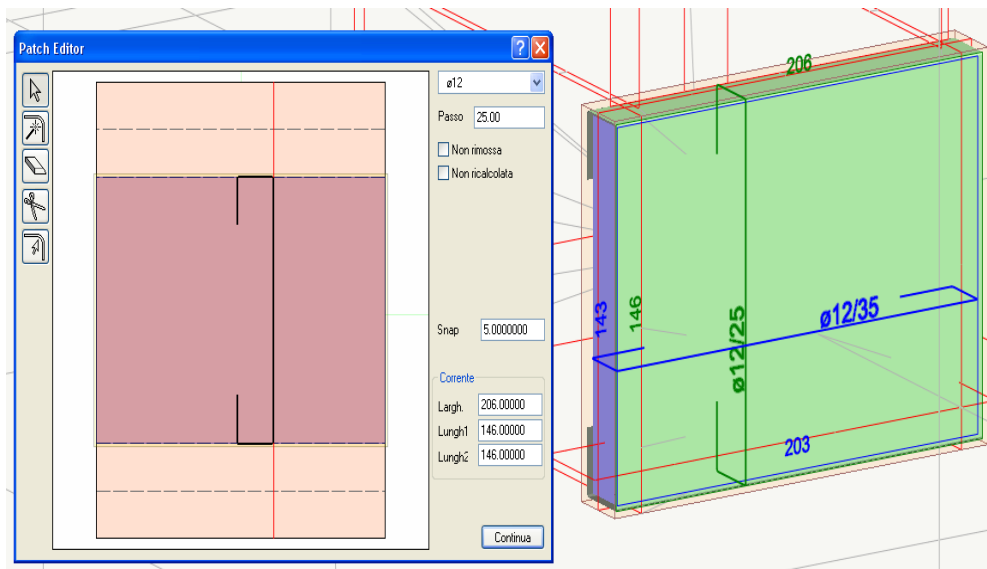 Patch Editor
ø12
Passo 25.00
Non rimossa
Non ricalcolata
Snap 5.0000000
Corrente
Largh. 206.00000
Lungh1 146.00000
Lungh2 146.00000
Continua
206
143
146
ø12/25
ø12/35
203